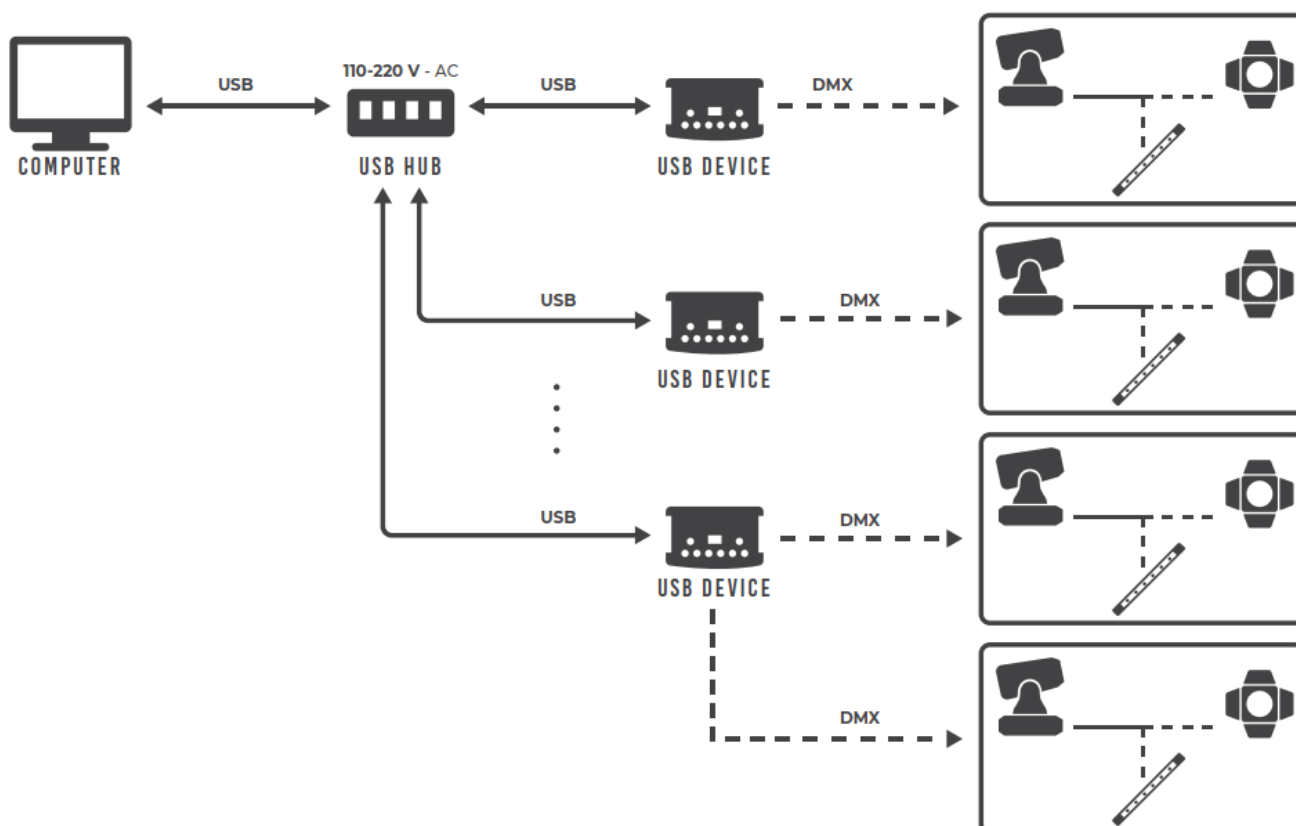 USB
110-220 V - AC
USB
DMX
COMPUTER
USB HUB
USB DEVICE
USB
DMX
USB DEVICE
USB
DMX
USB DEVICE
DMX